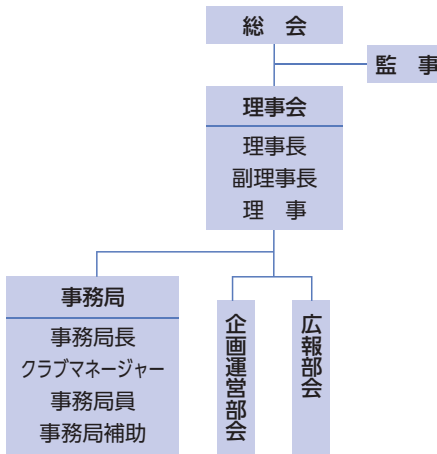 総　会
監　事
理事会
理事長
副理事長
理　事
事務局
事務局長
クラブマネージャー
事務局員
事務局補助
企画運営部会
広報部会